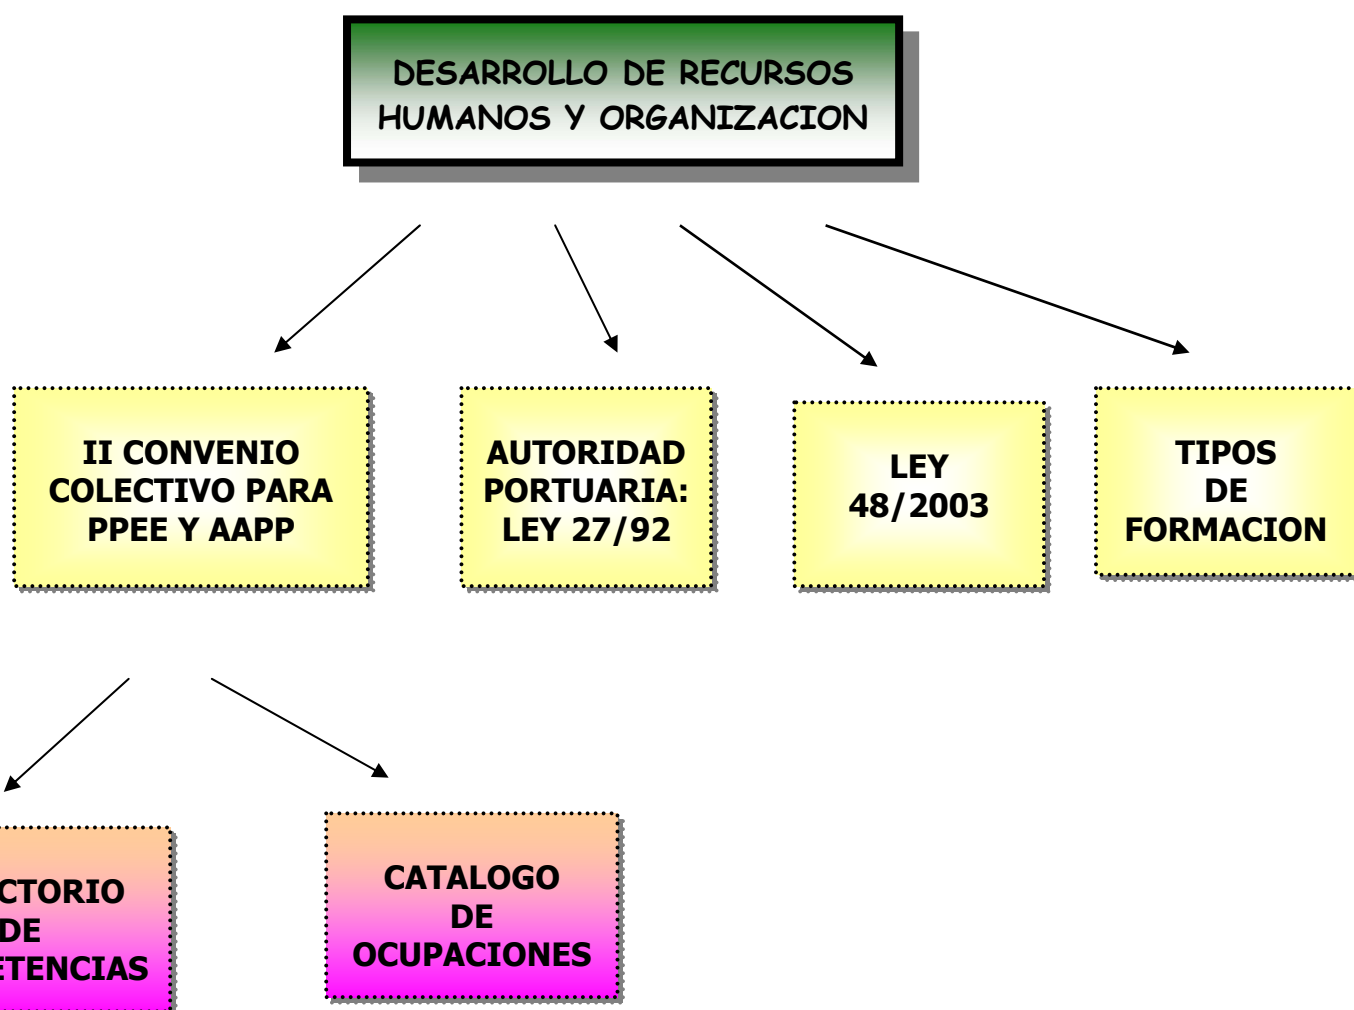 DESARROLLO DE RECURSOS
HUMANOS Y ORGANIZACION
II CONVENIO
COLECTIVO PARA
PPEE Y AAPP
AUTORIDAD
PORTUARIA:
LEY 27/92
LEY
48/2003
TIPOS
DE
FORMACION
CTORIO
DE
ETENCIAS
CATALOGO
DE
OCUPACIONES